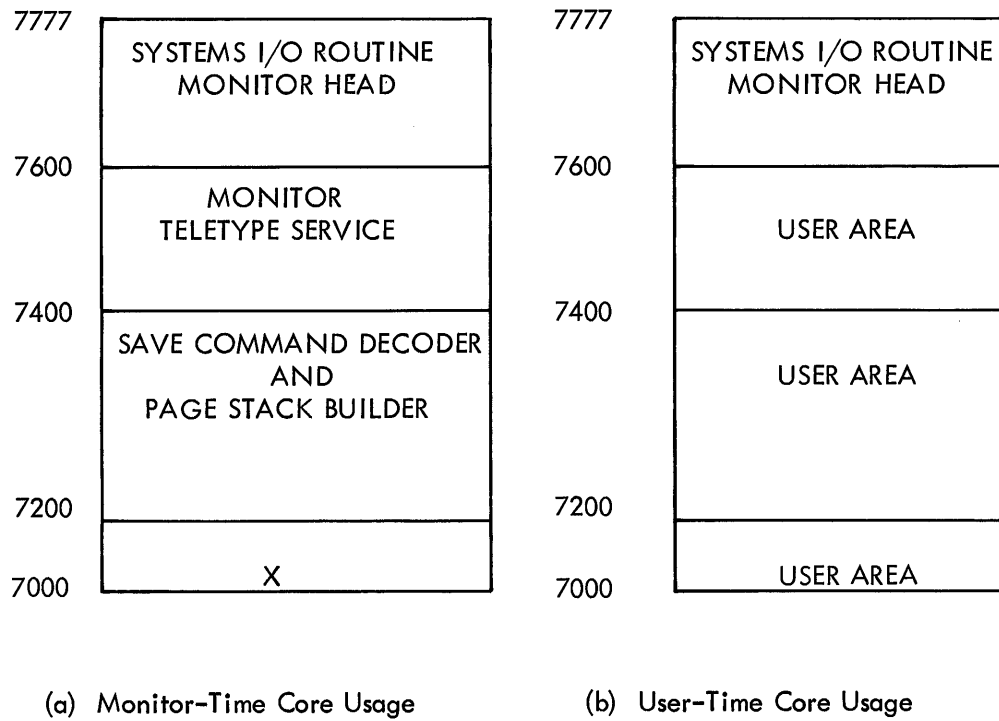 7777
SYSTEMS I/O ROUTINE
MONITOR HEAD
7600
MONITOR
TELETYPE SERVICE
7400
SAVE COMMAND DECODER
AND
PAGE STACK BUILDER
7200
X
7000
(a) Monitor-Time Core Usage
7777
SYSTEMS I/O ROUTINE
MONITOR HEAD
7600
USER AREA
7400
USER AREA
7200
USER AREA
7000
(b) User-Time Core Usage